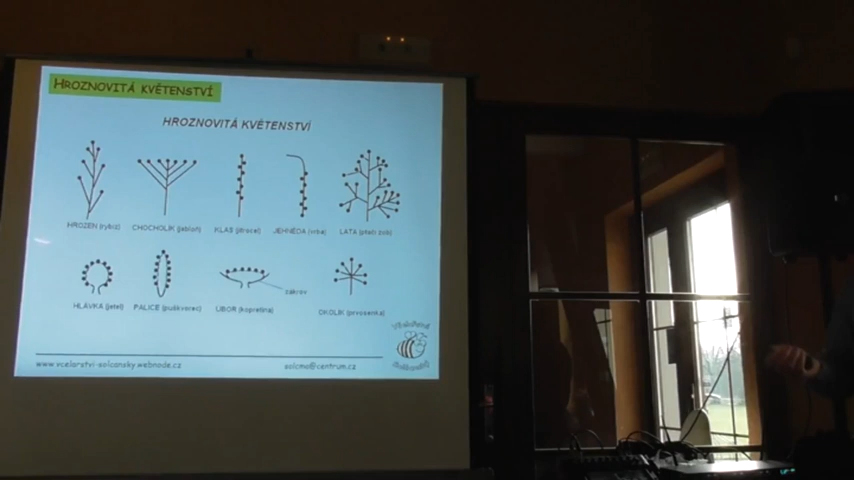 HROZNOVITÁ KVĚTENSTVÍ
HROZNOVITÁ KVĚTENSTVÍ
HROZEN (rybíz) CHOCHOLÍK (jabloň) KLAS (jitrocel) JEHNĚDA (vrba) LATA (ptačí zob)
HLÁVKA (jetel) PALICE (puškvorec) ÚBOR (kopretina) zákrov OKOLÍK (prvosenka)
www.vcelarstvi-solcansky.webnode.cz solcmo@centrum.cz